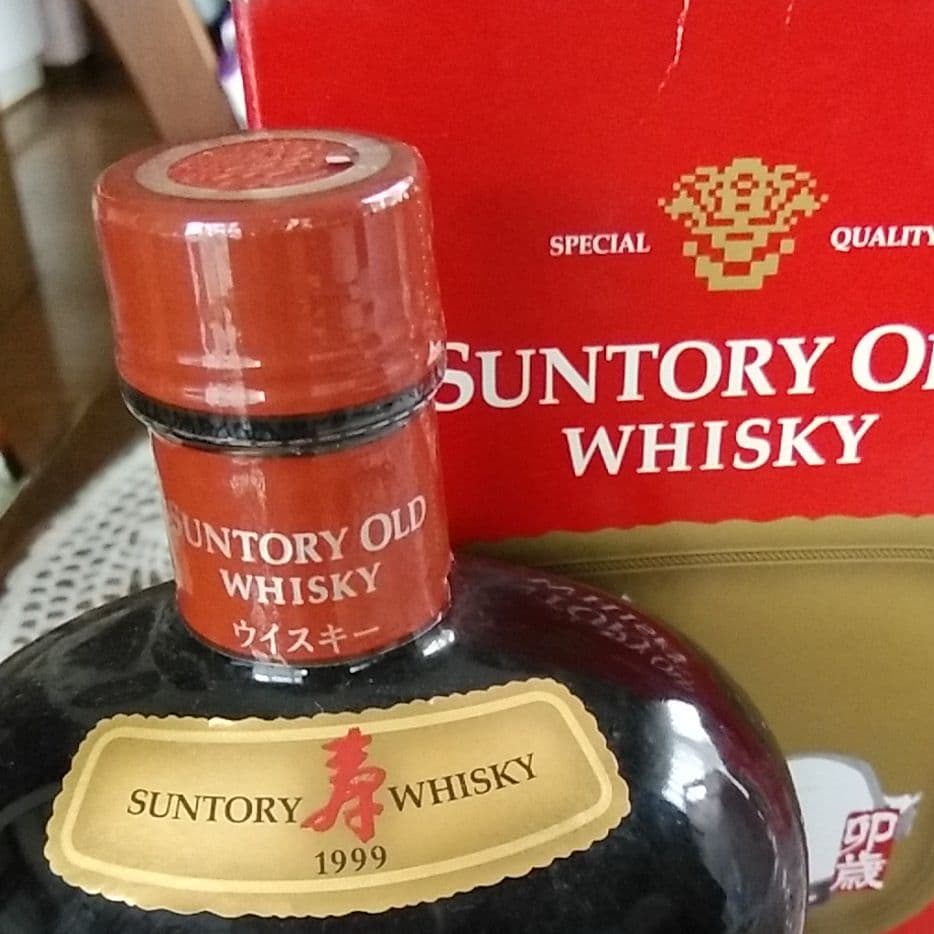 SPECIAL
QUALITY
SUNTORY OL
WHISKY
SUNTORY OLD
WHISKY
ウイスキー
SUNTORY 寿 WHISKY
1999
卯
歳